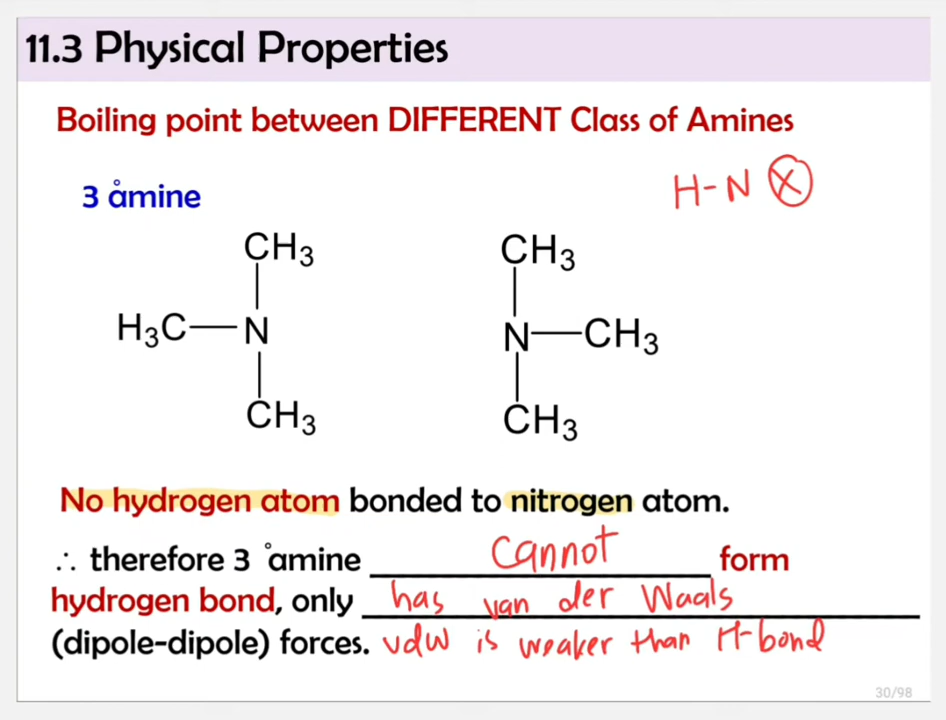 11.3 Physical Properties
Boiling point between DIFFERENT Class of Amines
3°amine
H-N X
CH3 CH3
H3C—N N—CH3
CH3 CH3
No hydrogen atom bonded to nitrogen atom.
∴ therefore 3 °amine cannot form
hydrogen bond, only has van der Waals
(dipole-dipole) forces. vdw is weaker than H-bond
30/98